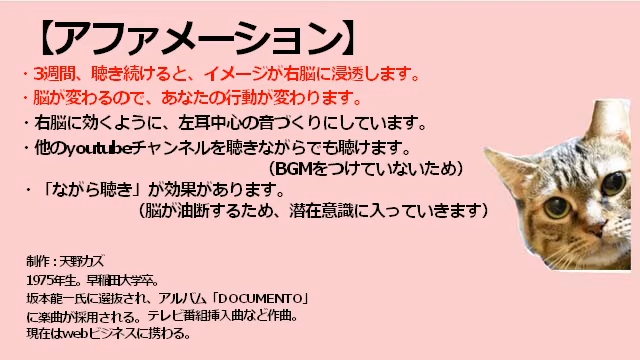 【アファメーション】
・3週間、聴き続けると、イメージが右脳に浸透します。
・脳が変わるので、あなたの行動が変わります。
・右脳に効くように、左耳中心の音づくりにしています。
・他のyoutubeチャンネルを聴きながらでも聴けます。
（BGMをつけていないため）
・「ながら聴き」が効果があります。
（脳が油断するため、潜在意識に入っていきます）
制作：天野カズ
1975年生。早稲田大学卒。
坂本龍一氏に選抜され、アルバム「DOCUMENTO」
に楽曲が採用される。テレビ番組挿入曲など作曲。
現在はwebビジネスに携わる。